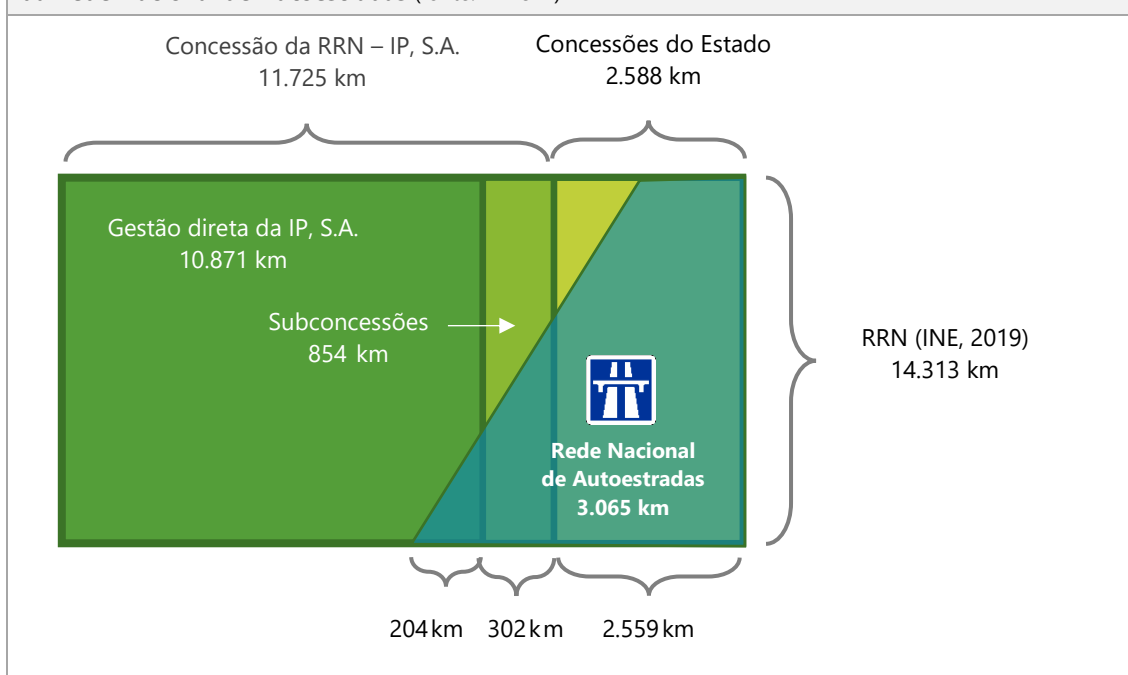 Concessão da RRN – IP, S.A.
11.725 km
Concessões do Estado
2.588 km
Gestão direta da IP, S.A.
10.871 km
Subconcessões
854 km
RRN (INE, 2019)
14.313 km
Rede Nacional
de Autoestradas
3.065 km
204 km
302 km
2.559 km